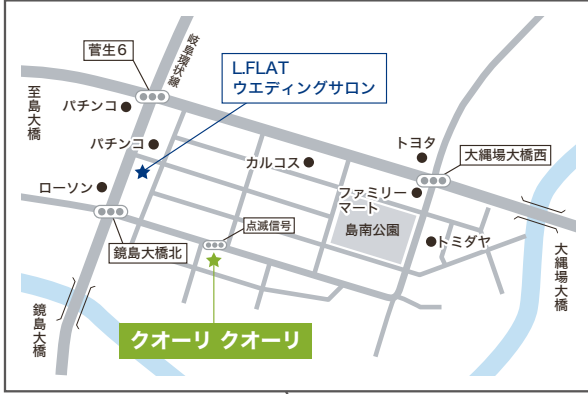 菅生6
岐阜環状線
L.FLAT
ウエディングサロン
至島大橋
パチンコ
パチンコ
トヨタ
カルコス
大縄場大橋西
ローソン
ファミリー
マート
点滅信号
島南公園
鏡島大橋北
トミダヤ
大縄場大橋
鏡島大橋
クオーリ クオーリ